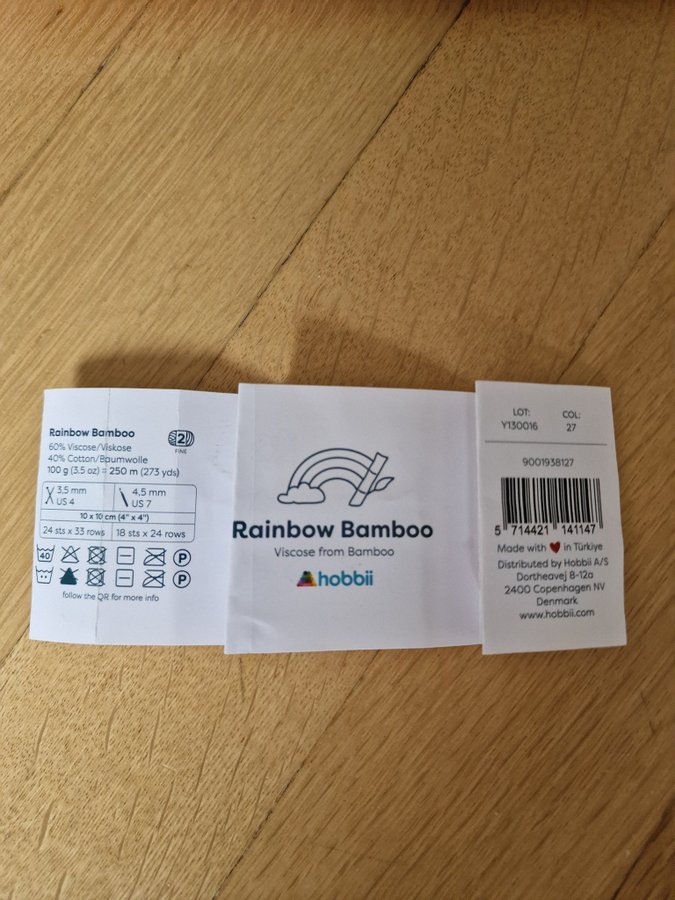 Rainbow Bamboo
60% Viscose/Viskose
40% Cotton/Baumwolle
100 g (3.5 oz) = 250 m (273 yds)
2
FINE
3,5 mm
US 4
4,5 mm
US 7
10 x 10 cm (4" x 4")
24 sts x 33 rows
18 sts x 24 rows
40
P
P
follow the QR for more info
Rainbow Bamboo
Viscose from Bamboo
hobbii
LOT: COL:
Y130016 27
9001938127
5 714421 141147
Made with ❤ in Türkiye
Distributed by Hobbii A/S
Dortheavej 8-12a
2400 Copenhagen NV
Denmark
www.hobbii.com